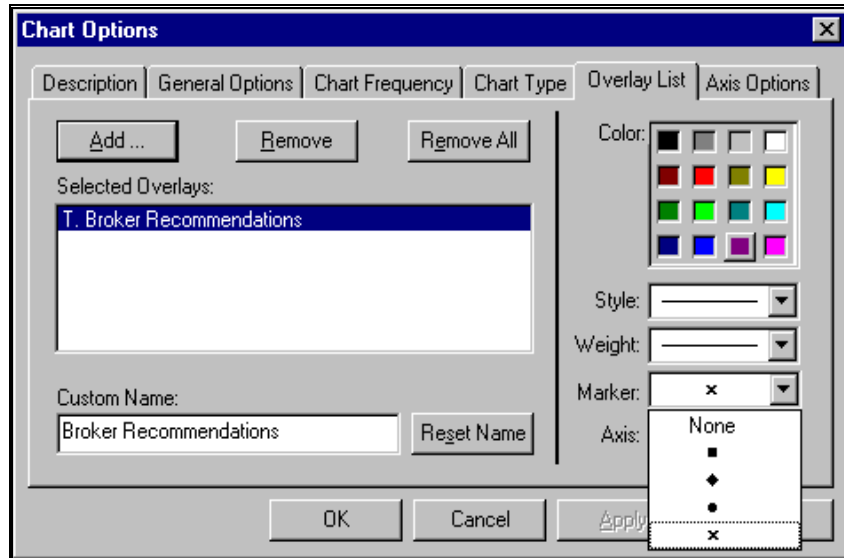 Chart Options
Description General Options Chart Frequency Chart Type Overlay List Axis Options
Add ... Remove Remove All
Selected Overlays:
T. Broker Recommendations
Custom Name:
Broker Recommendations Reset Name
Color:
Style:
Weight:
Marker: ×
Axis:
None
×
OK Cancel Apply